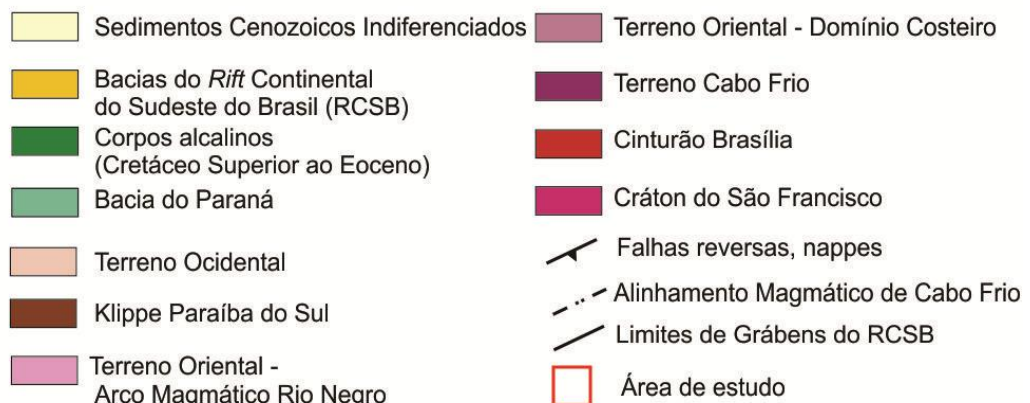 Sedimentos Cenozoicos Indiferenciados
Bacias do Rift Continental
do Sudeste do Brasil (RCSB)
Corpos alcalinos
(Cretáceo Superior ao Eoceno)
Bacia do Paraná
Terreno Ocidental
Klippe Paraíba do Sul
Terreno Oriental -
Arco Magmático Rio Negro
Terreno Oriental - Domínio Costeiro
Terreno Cabo Frio
Cinturão Brasília
Cráton do São Francisco
Falhas reversas, nappes
Alinhamento Magmático de Cabo Frio
Limites de Grábens do RCSB
Área de estudo